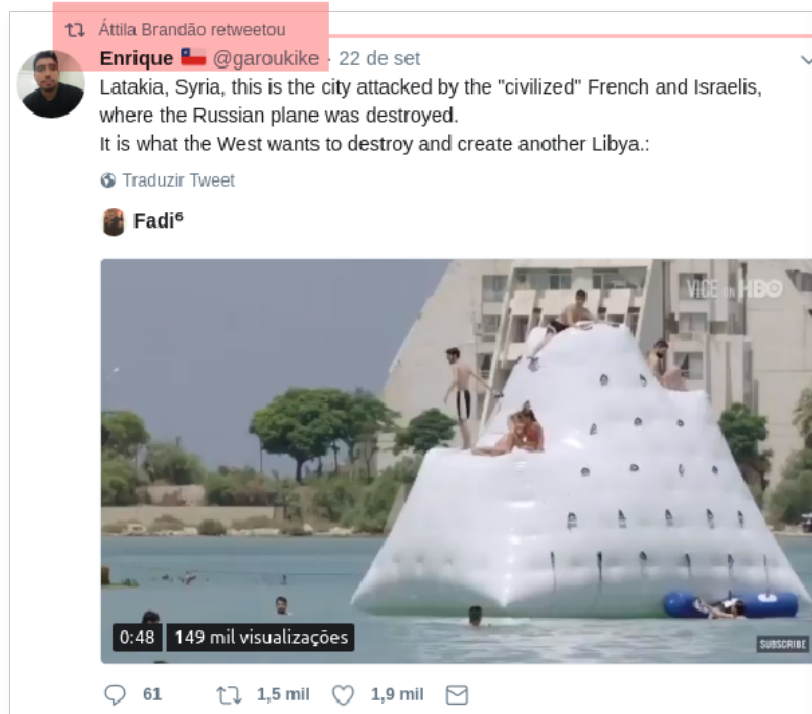 Áttila Brandão retweetou
Enrique 🇨🇱 @garoukike · 22 de set
Latakia, Syria, this is the city attacked by the "civilized" French and Israelis,
where the Russian plane was destroyed.
It is what the West wants to destroy and create another Libya.:
Traduzir Tweet
Fadi⁶
VICE ON HBO
0:48 149 mil visualizações
SUBSCRIBE
61 1,5 mil 1,9 mil